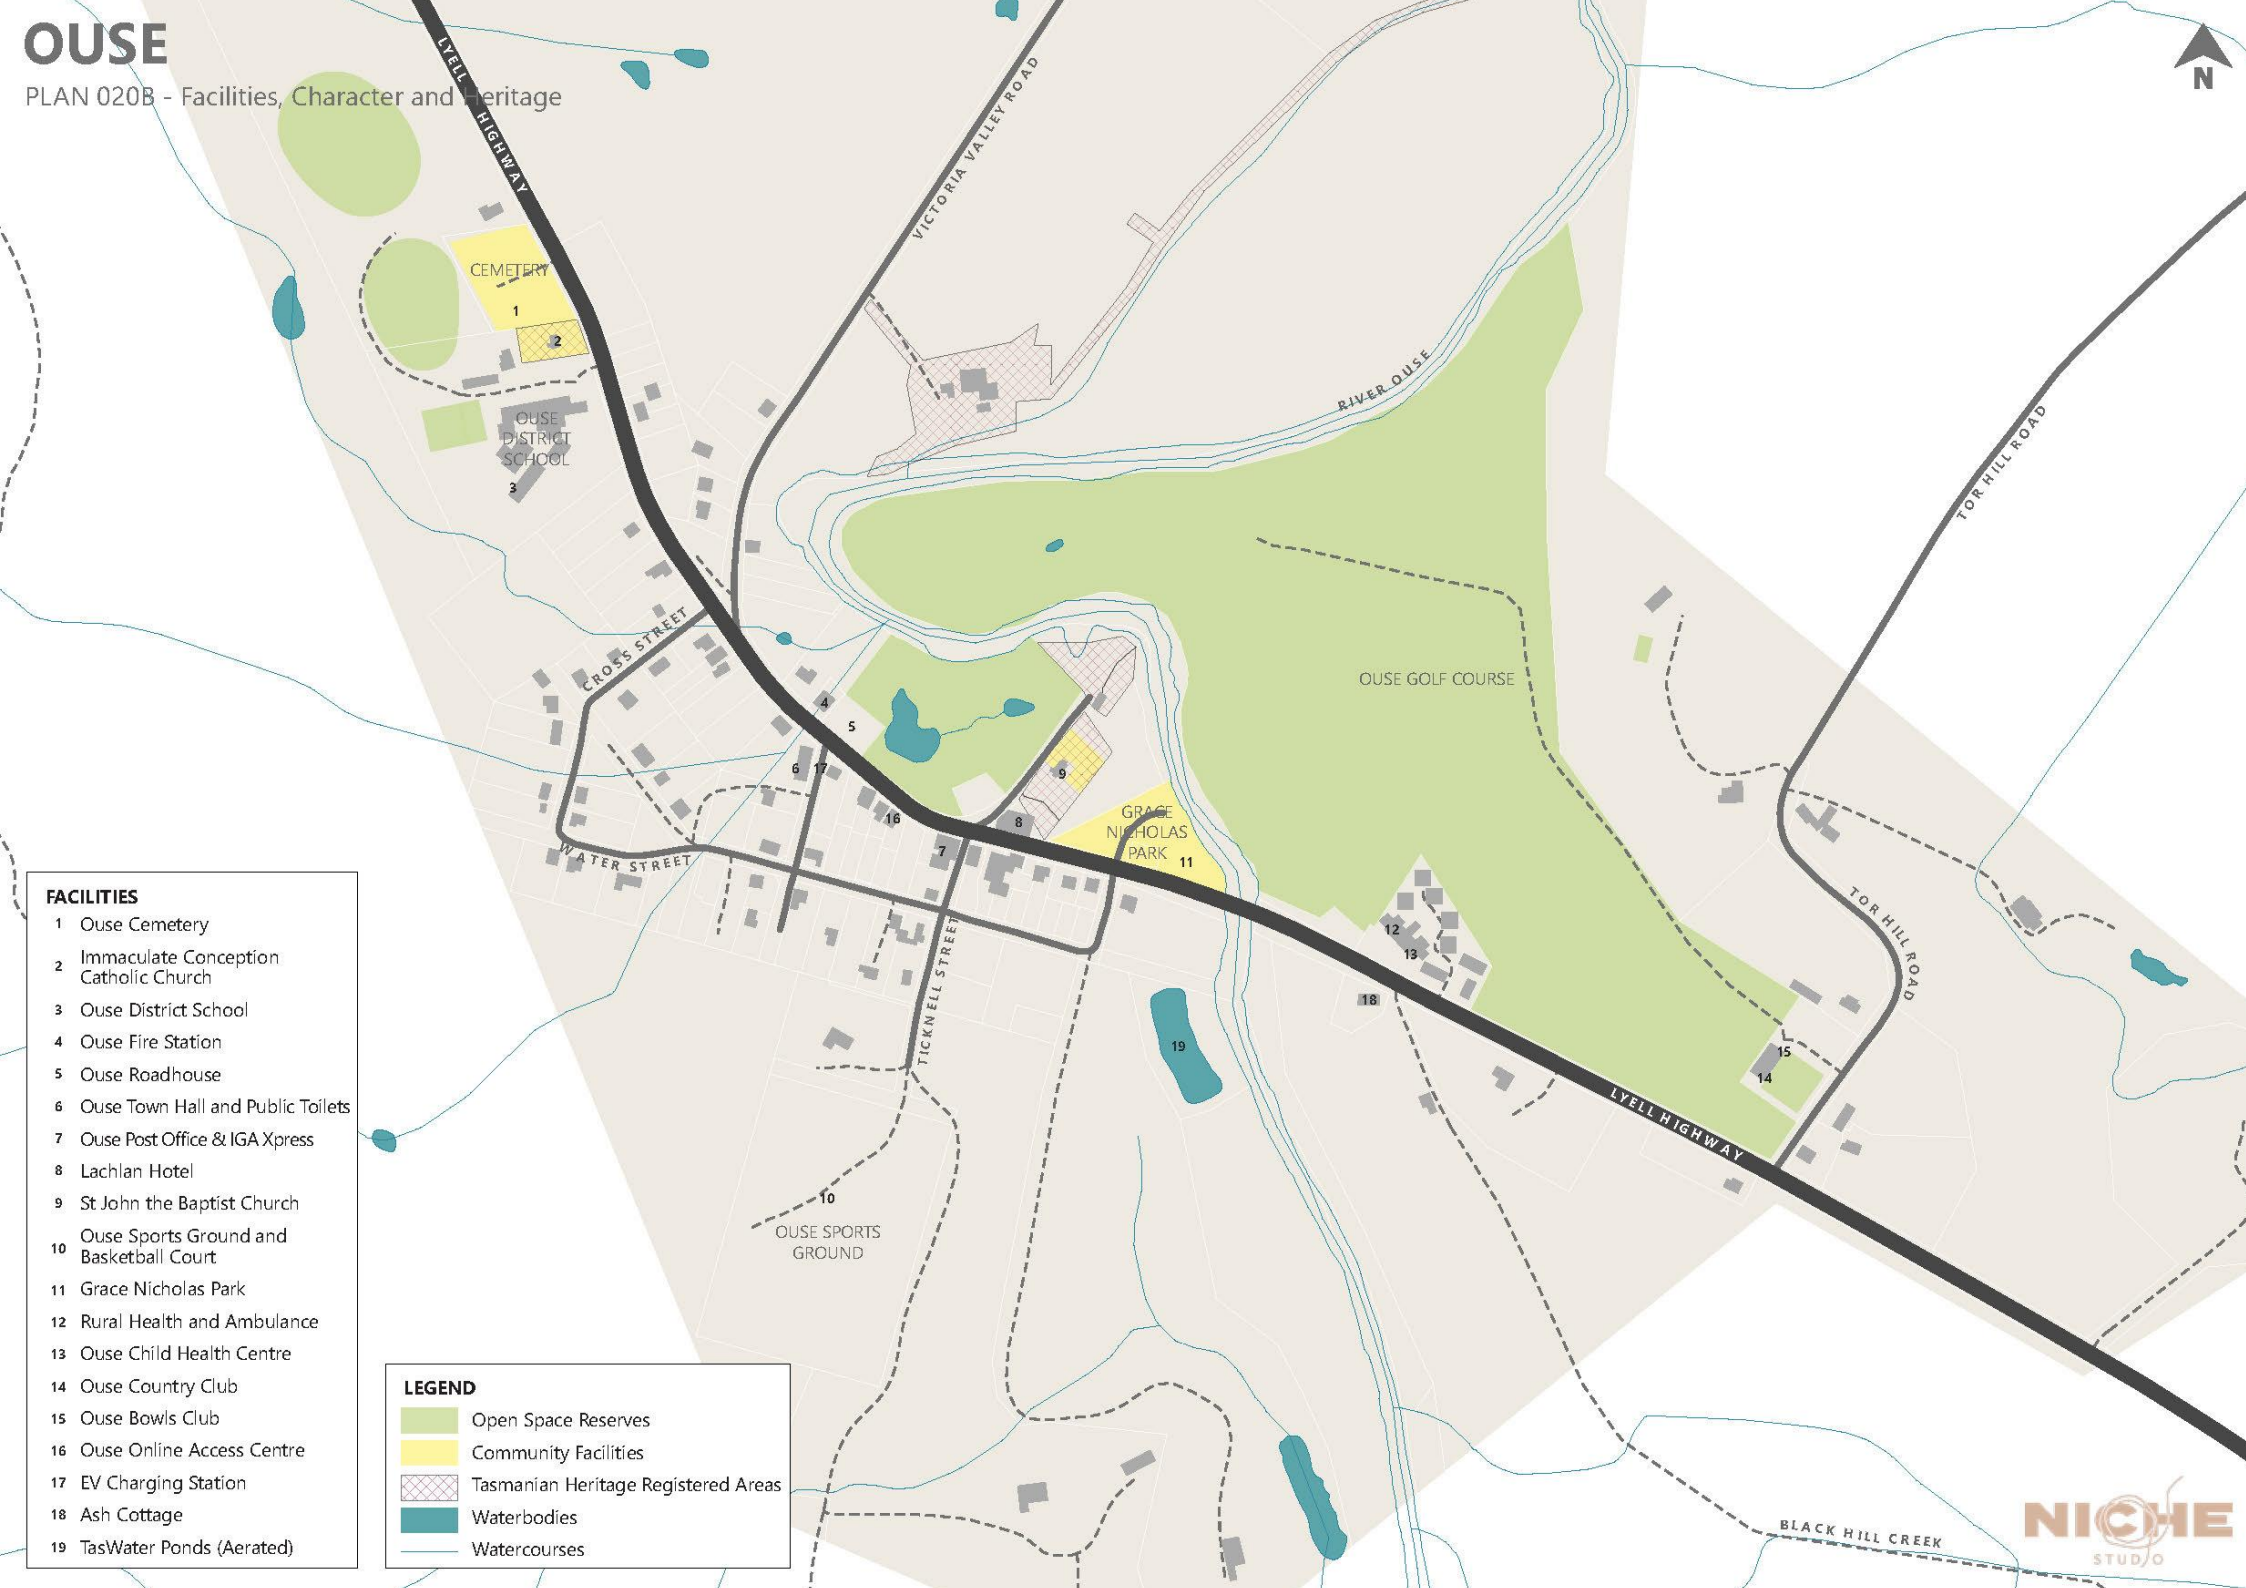 OUSE
PLAN 020B - Facilities, Character and Heritage
N
LYELL HIGHWAY
VICTORIA VALLEY ROAD
CEMETERY
1
2
OUSE
DISTRICT
SCHOOL
3
RIVER OUSE
TOR HILL ROAD
CROSS STREET
OUSE GOLF COURSE
4
5
6
17
9
16
8
7
GRACE
NICHOLAS
PARK
11
WATER STREET
TICKNELL STREET
12
13
18
TOR HILL ROAD
19
15
14
LYELL HIGHWAY
10
OUSE SPORTS
GROUND
BLACK HILL CREEK
FACILITIES
1 Ouse Cemetery
2 Immaculate Conception
Catholic Church
3 Ouse District School
4 Ouse Fire Station
5 Ouse Roadhouse
6 Ouse Town Hall and Public Toilets
7 Ouse Post Office & IGA Xpress
8 Lachlan Hotel
9 St John the Baptist Church
10 Ouse Sports Ground and
Basketball Court
11 Grace Nicholas Park
12 Rural Health and Ambulance
13 Ouse Child Health Centre
14 Ouse Country Club
15 Ouse Bowls Club
16 Ouse Online Access Centre
17 EV Charging Station
18 Ash Cottage
19 TasWater Ponds (Aerated)
LEGEND
Open Space Reserves
Community Facilities
Tasmanian Heritage Registered Areas
Waterbodies
Watercourses
NICHE
STUDIO